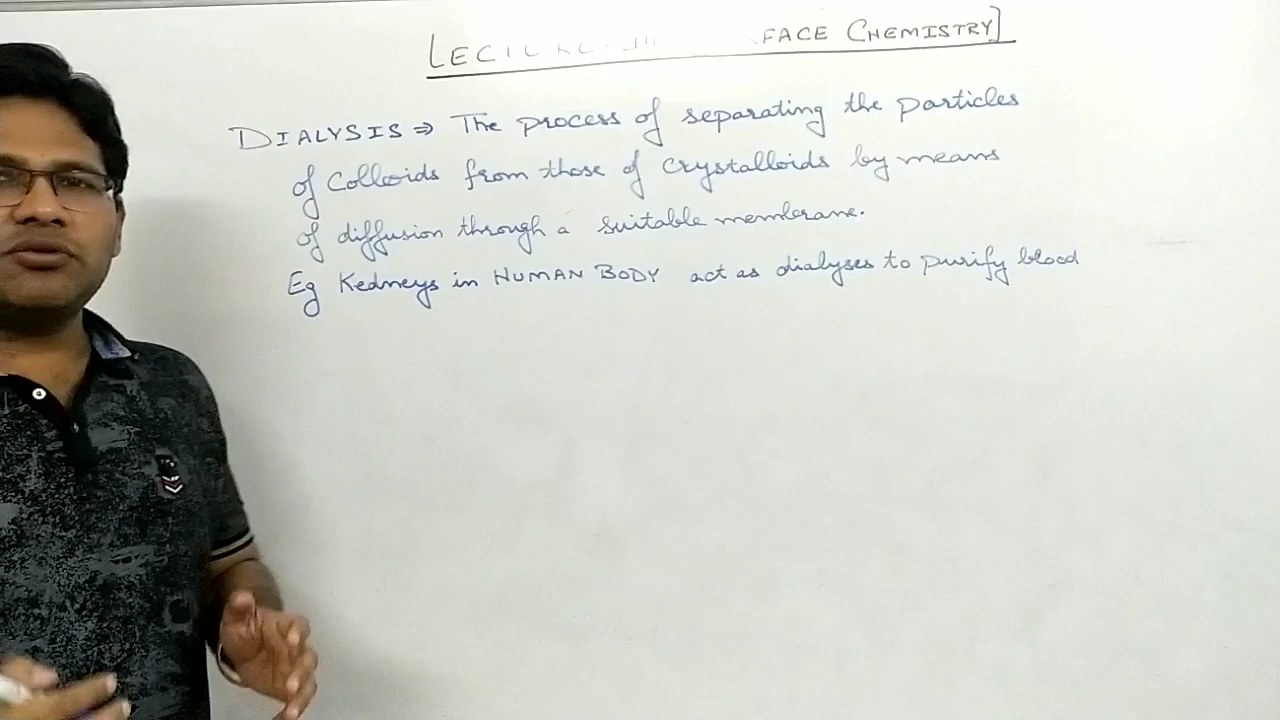 FACE CHEMISTRY]
DIALYSIS ⇒ The process of separating the particles
of colloids from those of crystalloids by means
of diffusion through a suitable membrane.
Eg Kedneys in HUMAN BODY act as dialyses to purify blood